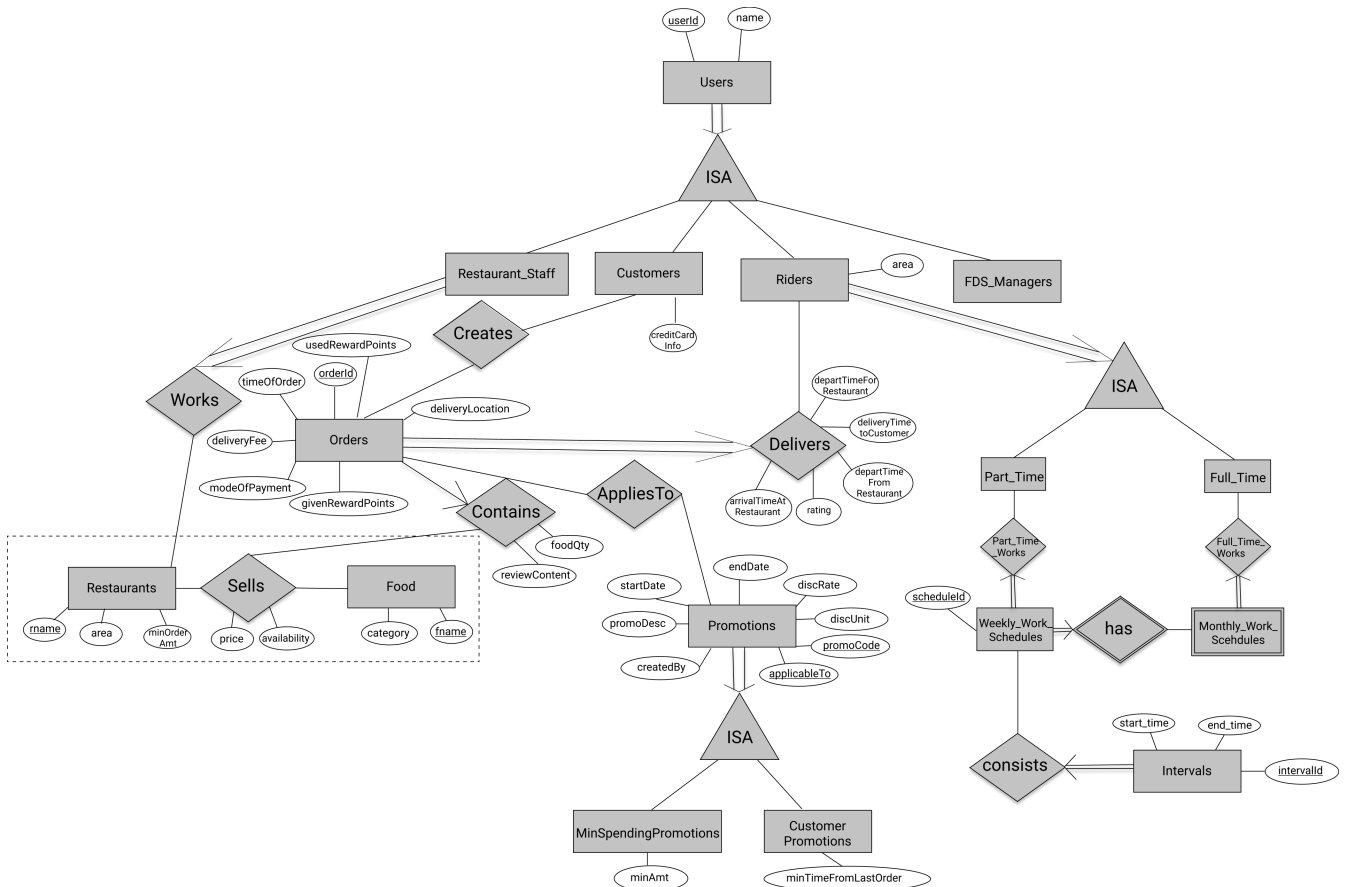 userId
name
Users
ISA
Restaurant_Staff
Customers
Riders
area
FDS_Managers
Creates
creditCard
Info
usedRewardPoints
orderId
timeOfOrder
Works
deliveryLocation
Orders
deliveryFee
modeOfPayment
givenRewardPoints
departTimeFor
Restaurant
deliveryTime
toCustomer
Delivers
departTime
From
Restaurant
arrivalTimeAt
Restaurant
rating
ISA
Part_Time
Full_Time
AppliesTo
Contains
foodQty
reviewContent
Part_Time
_Works
Full_Time_
Works
Restaurants
Sells
Food
rname
area
minOrder
Amt
price
availability
category
fname
endDate
startDate
discRate
promoDesc
Promotions
discUnit
promoCode
createdBy
applicableTo
scheduleId
Weekly_Work_
Schedules
has
Monthly_Work_
Scehdules
ISA
start_time
end_time
consists
Intervals
intervalId
MinSpendingPromotions
Customer
Promotions
minAmt
minTimeFromLastOrder